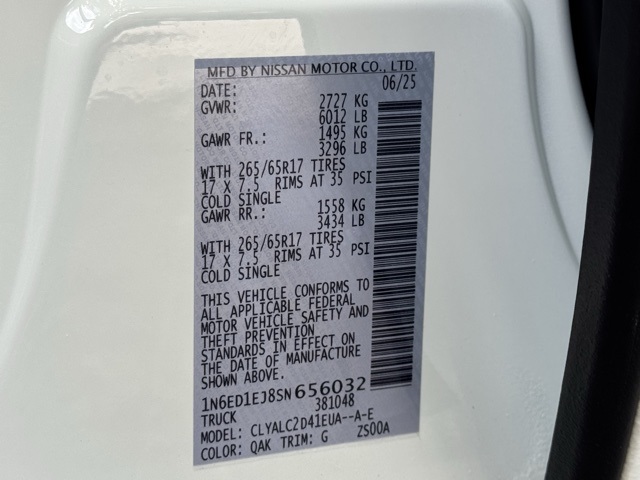 MFD BY NISSAN MOTOR CO., LTD.
DATE: 06/25
GVWR: 2727 KG
6012 LB
GAWR FR.: 1495 KG
3296 LB
WITH 265/65R17 TIRES
17 X 7.5 RIMS AT 35 PSI
COLD SINGLE
GAWR RR.: 1558 KG
3434 LB
WITH 265/65R17 TIRES
17 X 7.5 RIMS AT 35 PSI
COLD SINGLE
THIS VEHICLE CONFORMS TO
ALL APPLICABLE FEDERAL
MOTOR VEHICLE SAFETY AND
THEFT PREVENTION
STANDARDS IN EFFECT ON
THE DATE OF MANUFACTURE
SHOWN ABOVE.
1N6ED1EJ8SN656032
TRUCK 381048
MODEL: CLYALC2D41EUA--A-E
COLOR: QAK TRIM: G ZS00A